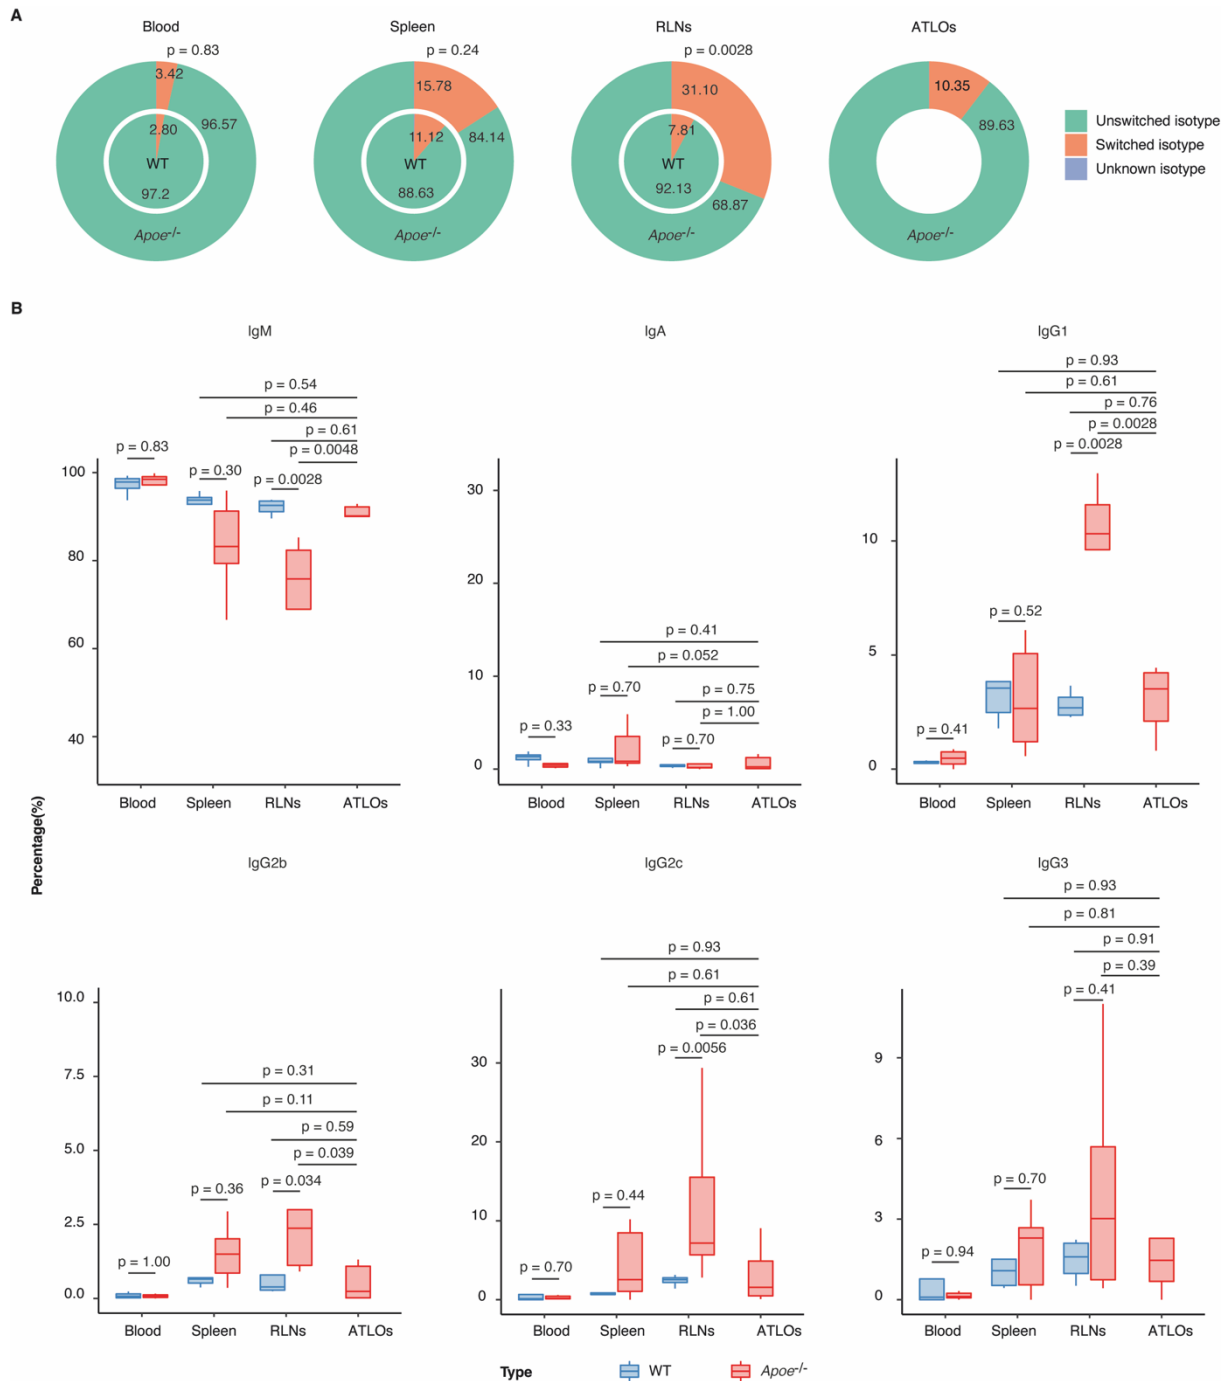 A
Blood
Spleen
RLNs
ATLOs
p = 0.83
p = 0.24
p = 0.0028
3.42
96.57
2.80
WT
97.2
Apoe-/-
15.78
84.14
11.12
WT
88.63
Apoe-/-
31.10
68.87
7.81
WT
92.13
Apoe-/-
10.35
89.63
Unswitched isotype
Switched isotype
Unknown isotype
B
Percentage(%)
IgM
p = 0.54
p = 0.46
p = 0.61
p = 0.0048
p = 0.83
p = 0.30
p = 0.0028
100
80
60
40
Blood
Spleen
RLNs
ATLOs
IgA
30
20
10
0
p = 0.41
p = 0.052
p = 0.70
p = 0.75
p = 1.00
p = 0.33
p = 0.70
Blood
Spleen
RLNs
ATLOs
IgG1
p = 0.93
p = 0.61
p = 0.76
p = 0.0028
p = 0.0028
p = 0.52
p = 0.41
10
5
0
Blood
Spleen
RLNs
ATLOs
IgG2b
10.0
7.5
5.0
2.5
0.0
p = 0.31
p = 0.11
p = 0.59
p = 0.039
p = 0.36
p = 0.034
p = 1.00
Blood
Spleen
RLNs
ATLOs
IgG2c
p = 0.93
p = 0.61
p = 0.61
p = 0.036
p = 0.0056
p = 0.44
p = 0.70
30
20
10
0
Blood
Spleen
RLNs
ATLOs
IgG3
p = 0.93
p = 0.81
p = 0.91
p = 0.39
p = 0.41
p = 0.70
p = 0.94
9
6
3
0
Blood
Spleen
RLNs
ATLOs
Type
WT
Apoe-/-